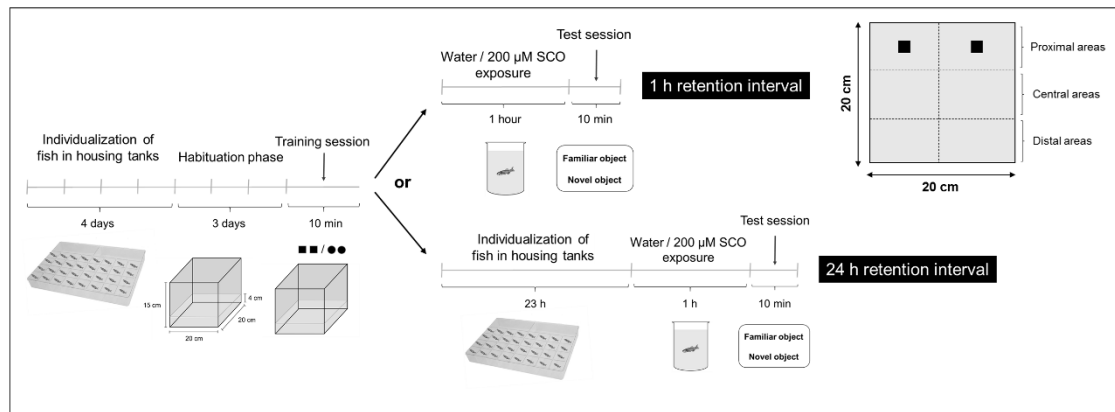 Individualization of
fish in housing tanks
Habituation phase
Training session
4 days
3 days
10 min
15 cm
20 cm
20 cm
4 cm
/
or
Test session
Water / 200 µM SCO
exposure
1 hour
10 min
1 h retention interval
Familiar object
Novel object
Individualization of
fish in housing tanks
Water / 200 µM SCO
exposure
Test session
23 h
1 h
10 min
24 h retention interval
Familiar object
Novel object
20 cm
20 cm
Proximal areas
Central areas
Distal areas